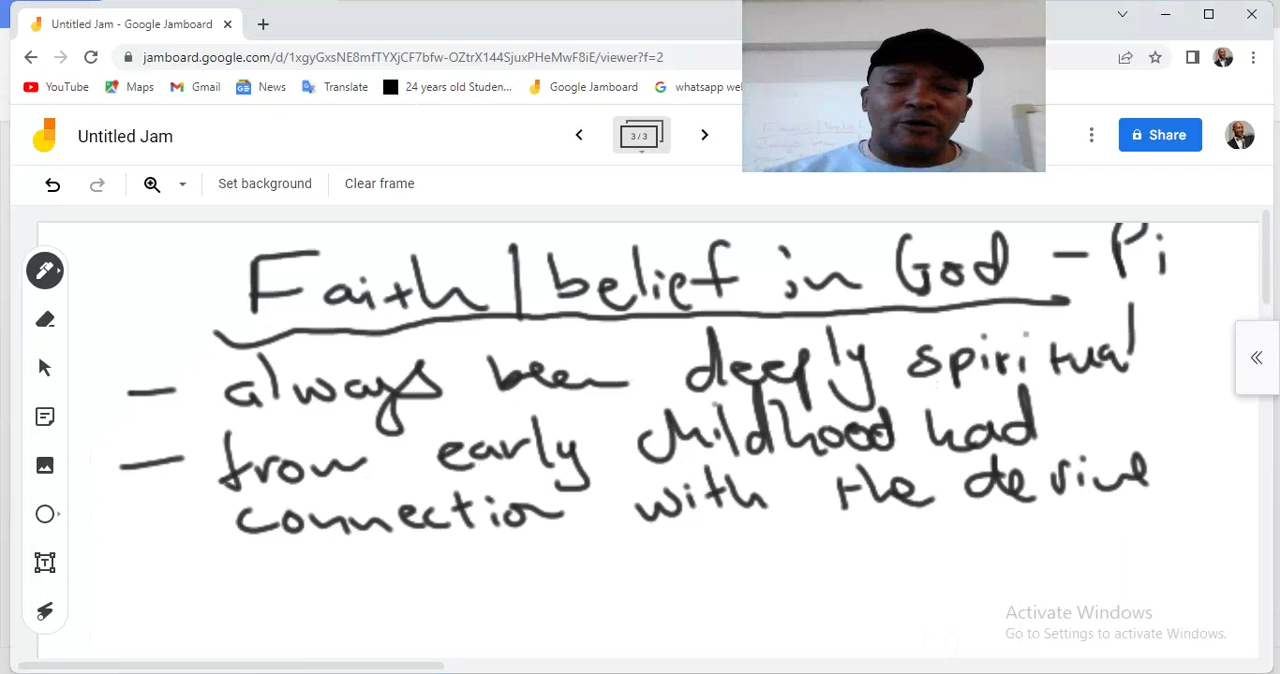 Untitled Jam - Google Jamboard
jamboard.google.com/d/1xgyGxsNE8mfTYXjCF7bfw-OZtrX144SjuxPHeMwF8iE/viewer?f=2
YouTube Maps Gmail News Translate 24 years old Studen... Google Jamboard whatsapp wel
Untitled Jam
3 / 3
Share
Set background Clear frame
Faith / belief in God - Pi
- always been deeply spiritual
- from early childhood had
connection with the devine
Activate Windows
Go to Settings to activate Windows.